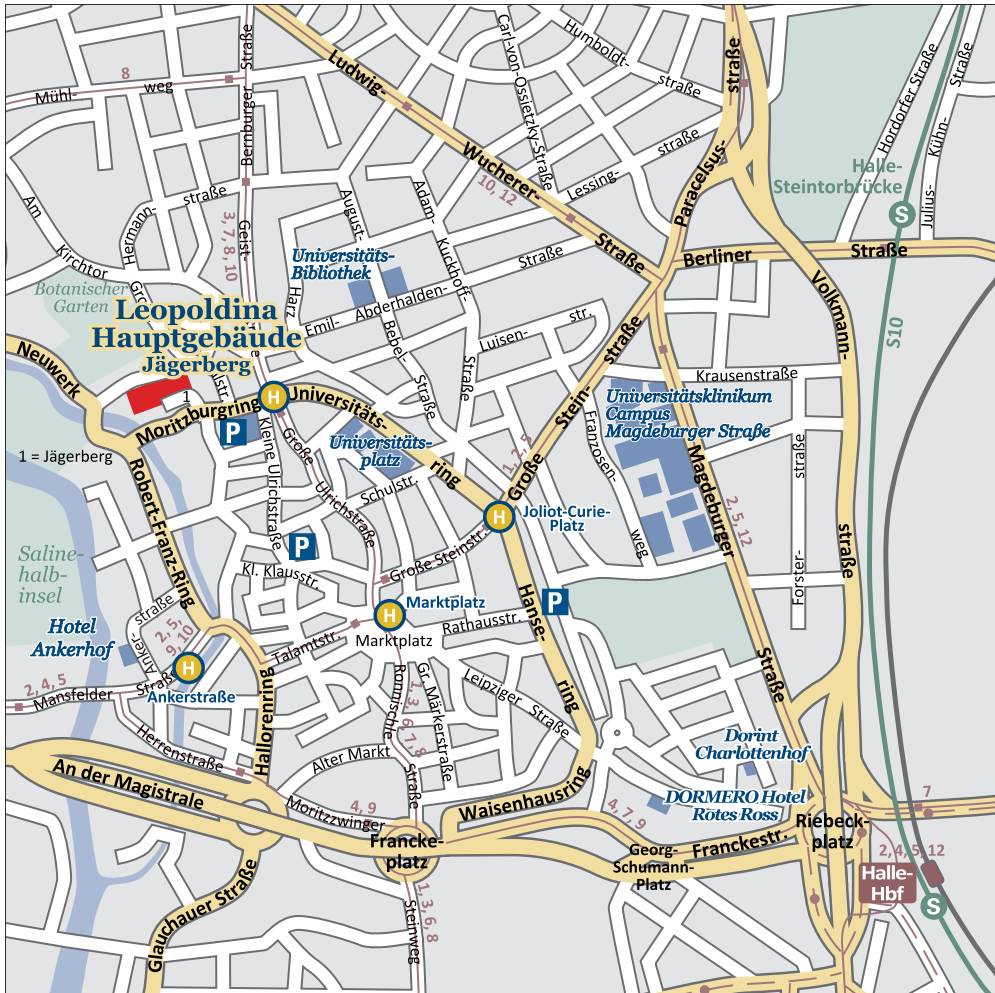 Straße
Carl-von-Ossietzky-Straße
Humboldt-
straße
straße
Ludwig-
8
Mühl-
weg
Bernburger
Hordorfer Straße
Straße
Kühn-
Julius-
Wucherer-
10, 12
straße
Lessing-
Paracelsus-
Halle-
Steintorbrücke
S
Am
Hermann-
straße
August-
Adam-
3, 7, 8, 10
Geist-
Kirchtor
Straße
Straße
Berliner
Straße
Universitäts-
Bibliothek
Kuckhoff-
Harz
Volkmann-
Botanischer
Garten
Leopoldina
Hauptgebäude
Jägerberg
Emil-
Abderhalden-
Bebel-
Luisen-
str.
straße
S10
Neuwerk
Straße
Straße
Krausenstraße
1
Moritzburgring
H
Universitäts-
ring
Stein-
Universitätsklinikum
Campus
Magdeburger Straße
P
Kleine Ulrichstraße
Große
Ulrichstraße
Universitäts-
platz
Franzosen-
weg
straße
1 = Jägerberg
1, 2, 5
Große
Schulstr.
Robert-Franz-Ring
Magdeburger
2, 5, 12
H
Joliot-Curie-
Platz
straße
P
Saline-
halb-
insel
Kl. Klausstr.
Große Steinstr.
Forster-
Hanse-
ring
P
H
Marktplatz
Marktplatz
Rathausstr.
Hotel
Ankerhof
Anker-
straße
2, 5,
9, 10
H
Ankerstraße
Talamtstr.
Straße
2, 4, 5
Mansfelder
Straße
Rannische
1, 3, 6, 7, 8
Straße
Gr. Märkerstraße
Leipziger
Straße
Hallorenring
Herrenstraße
Alter Markt
Dorint
Charlottenhof
DORMERO Hotel
Rotes Ross
An der Magistrale
Moritzzwinger
4, 9
Waisenhausring
4, 7, 9
7
Francke-
platz
Georg-
Schumann-
Platz
Franckestr.
Riebeck-
platz
2, 4, 5, 12
Halle-
Hbf
S
Glauchauer Straße
1, 3, 6, 8
Steinweg